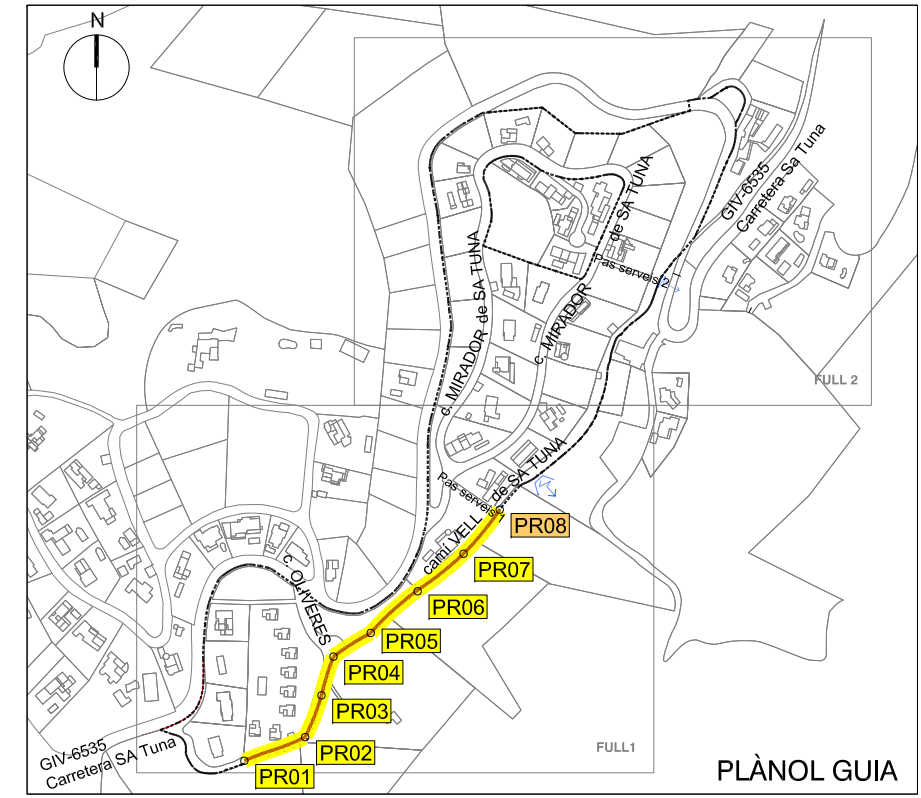 N
GIV-6535
Carretera Sa Tuna
c. MIRADOR de SA TUNA
c. MIRADOR
de SA TUNA
Pas serveis 2
FULL 2
Pas serveis 1
camí VELL
de SA TUNA
c. OLIVERES
PR08
PR07
PR06
PR05
PR04
PR03
PR02
PR01
GIV-6535
Carretera SA Tuna
FULL1
PLÀNOL GUIA